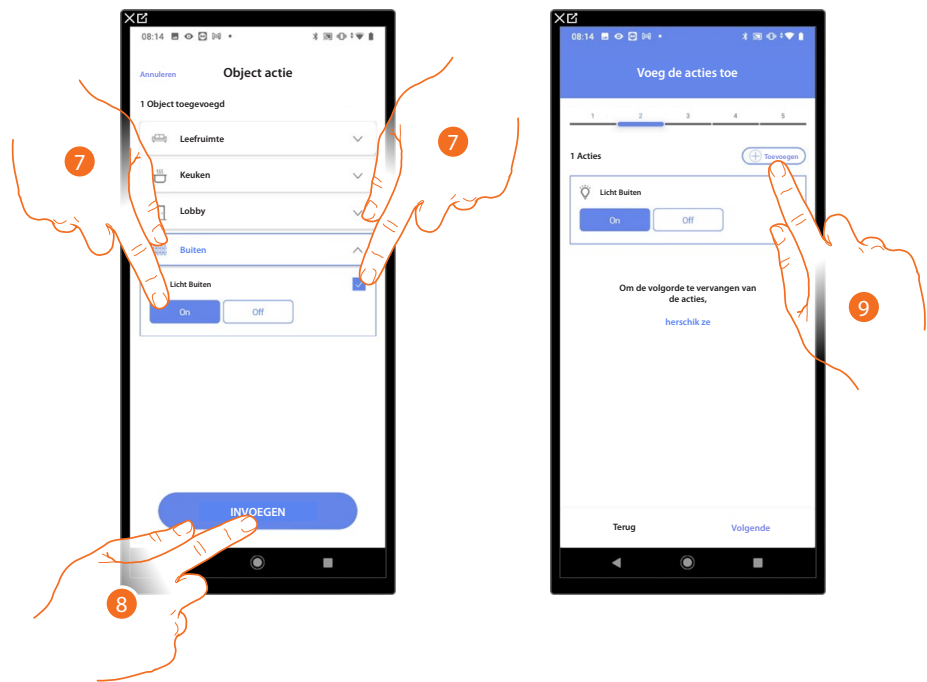 08:14
Annuleren Object actie
1 Object toegevoegd
Leefruimte
Keuken
Lobby
Buiten
Licht Buiten
On Off
INVOEGEN
7
7
8
08:14
Voeg de acties toe
1 2 3 4 5
1 Acties Toevoegen
Licht Buiten
On Off
Om de volgorde te vervangen van
de acties,
herschik ze
Terug Volgende
9